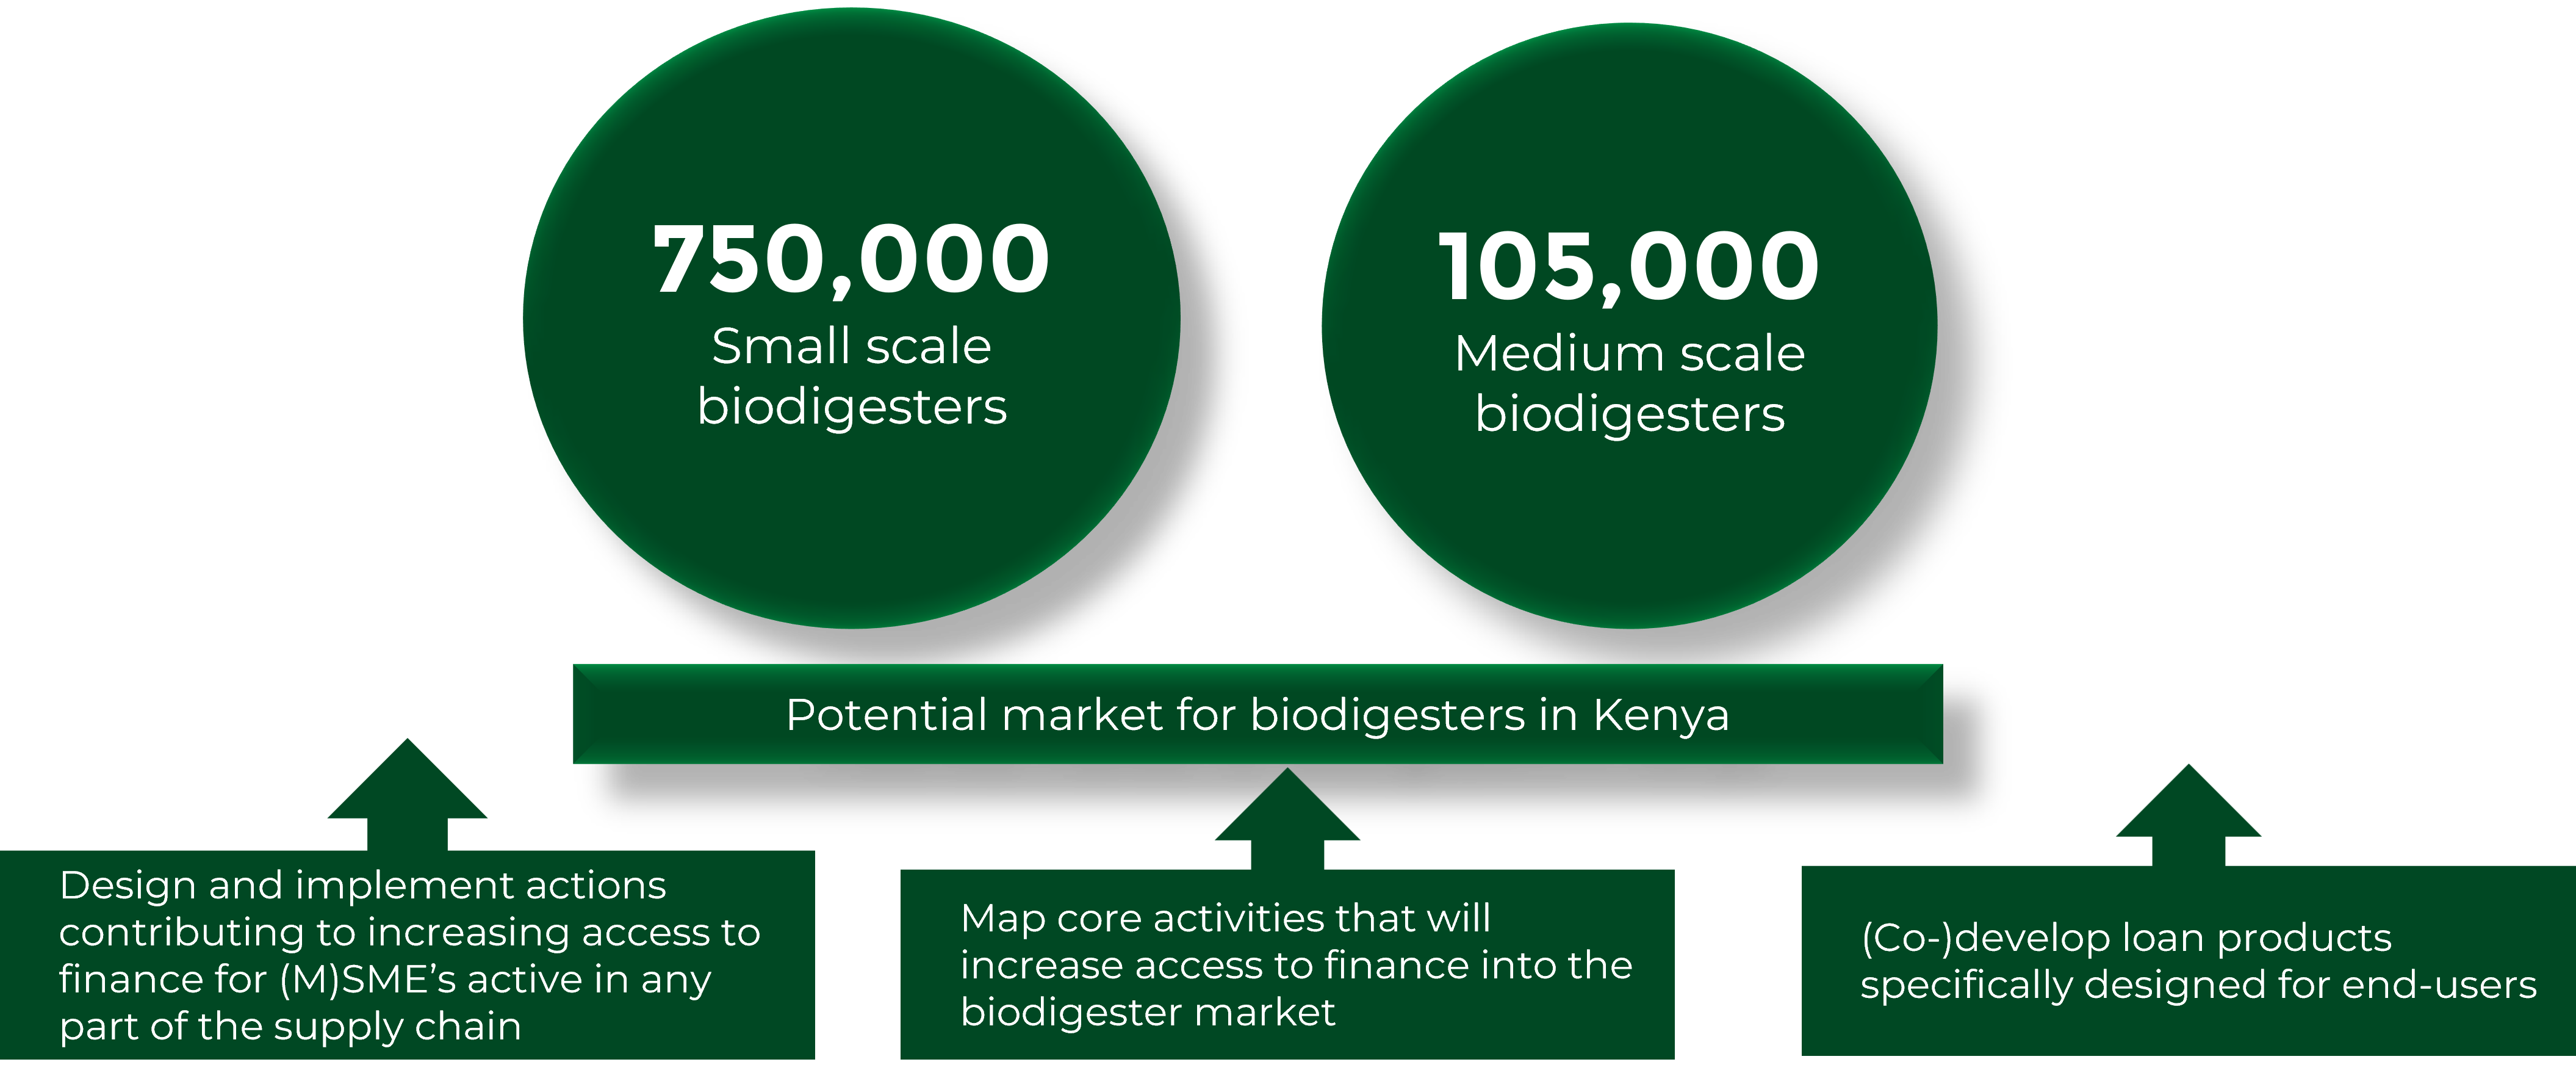 750,000
Small scale
biodigesters
105,000
Medium scale
biodigesters
Potential market for biodigesters in Kenya
Design and implement actions
contributing to increasing access to
finance for (M)SME’s active in any
part of the supply chain
Map core activities that will
increase access to finance into the
biodigester market
(Co-)develop loan products
specifically designed for end-users